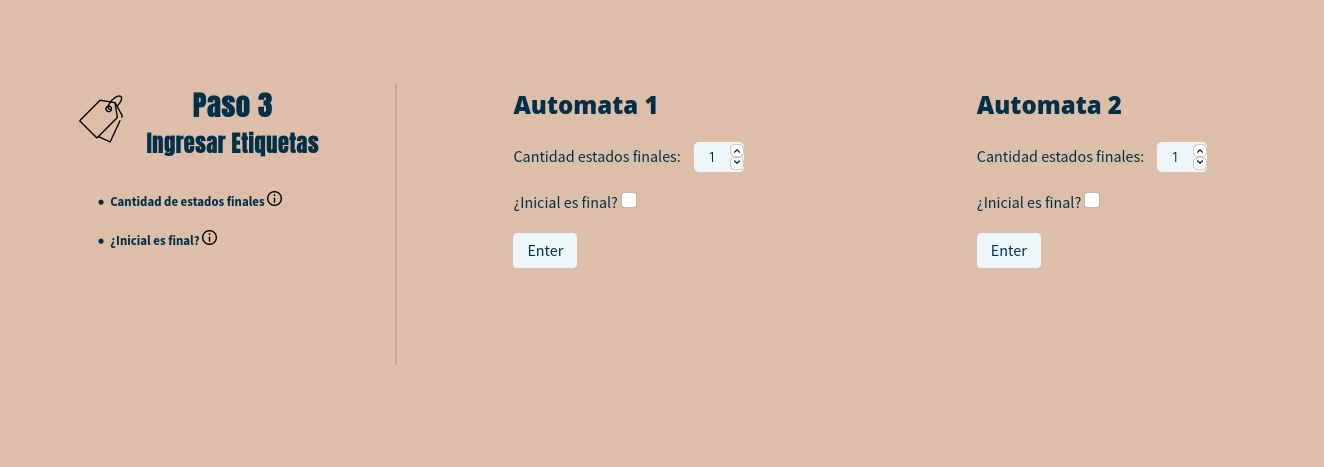 Paso 3
Ingresar Etiquetas
• Cantidad de estados finales
• ¿Inicial es final?
Automata 1
Cantidad estados finales: 1
¿Inicial es final?
Enter
Automata 2
Cantidad estados finales: 1
¿Inicial es final?
Enter